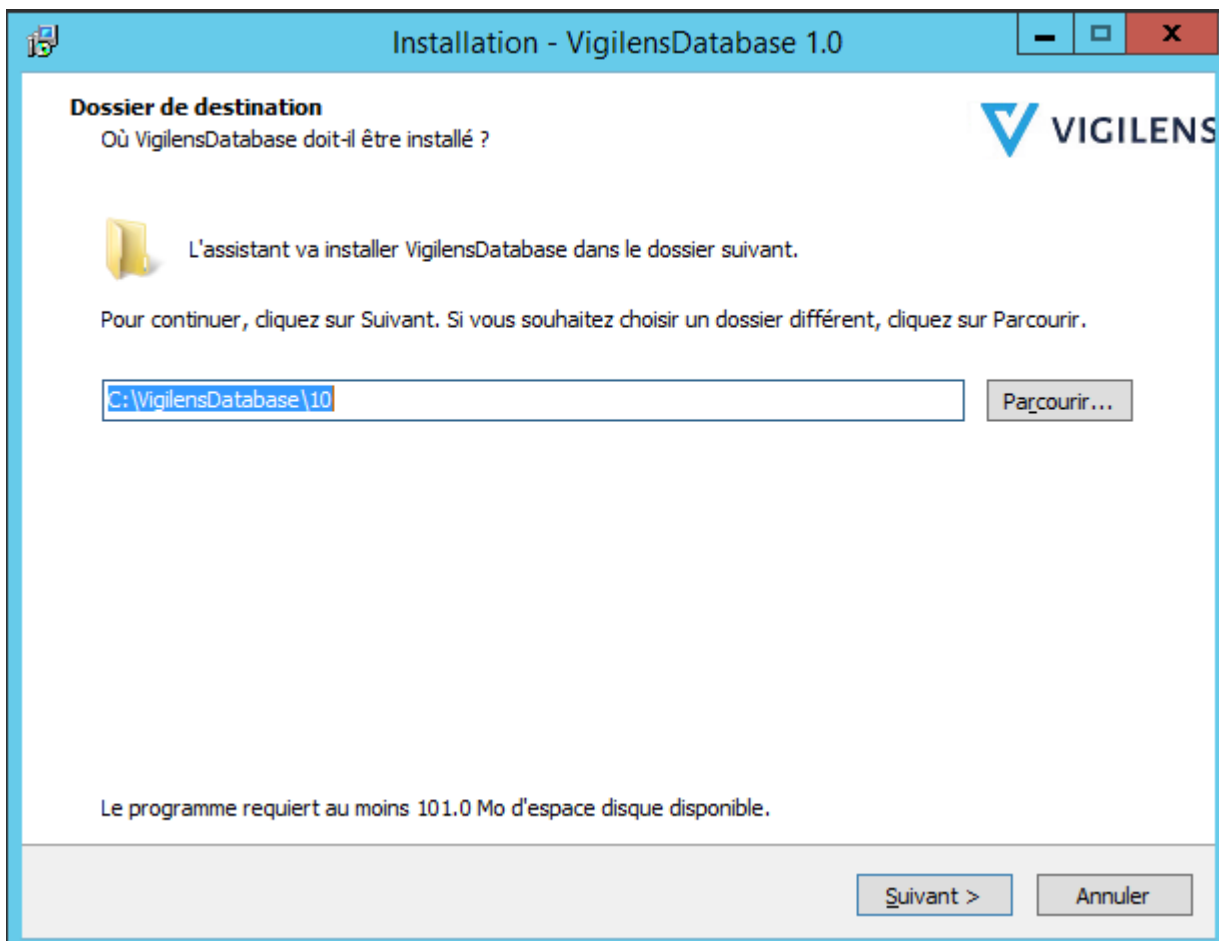 Installation - VigilensDatabase 1.0
Dossier de destination
Où VigilensDatabase doit-il être installé ?
VIGILENS
L'assistant va installer VigilensDatabase dans le dossier suivant.
Pour continuer, cliquez sur Suivant. Si vous souhaitez choisir un dossier différent, cliquez sur Parcourir.
C:\VigilensDatabase\10
Parcourir...
Le programme requiert au moins 101.0 Mo d'espace disque disponible.
Suivant >
Annuler